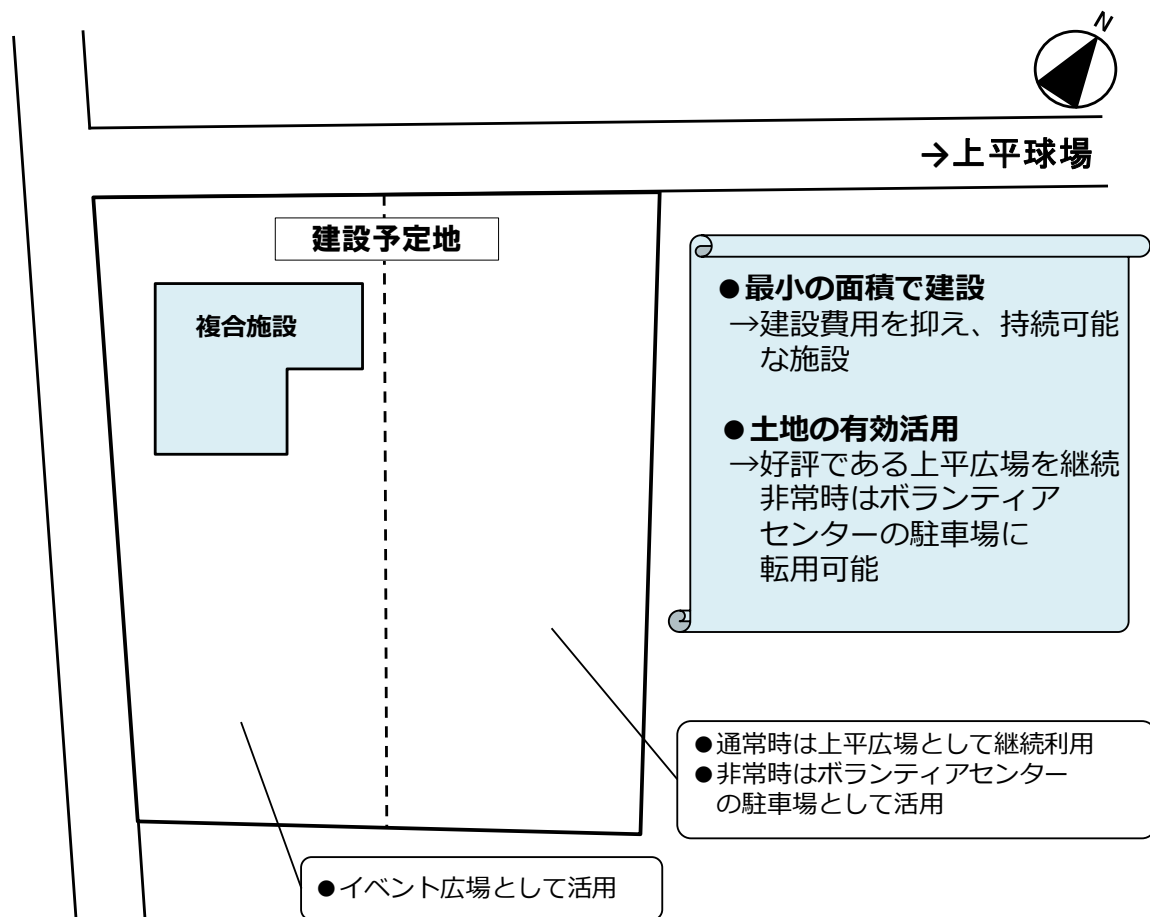 N
→上平球場
建設予定地
複合施設
●最小の面積で建設
→建設費用を抑え、持続可能
な施設
●土地の有効活用
→好評である上平広場を継続
非常時はボランティア
センターの駐車場に
転用可能
●通常時は上平広場として継続利用
●非常時はボランティアセンター
の駐車場として活用
●イベント広場として活用